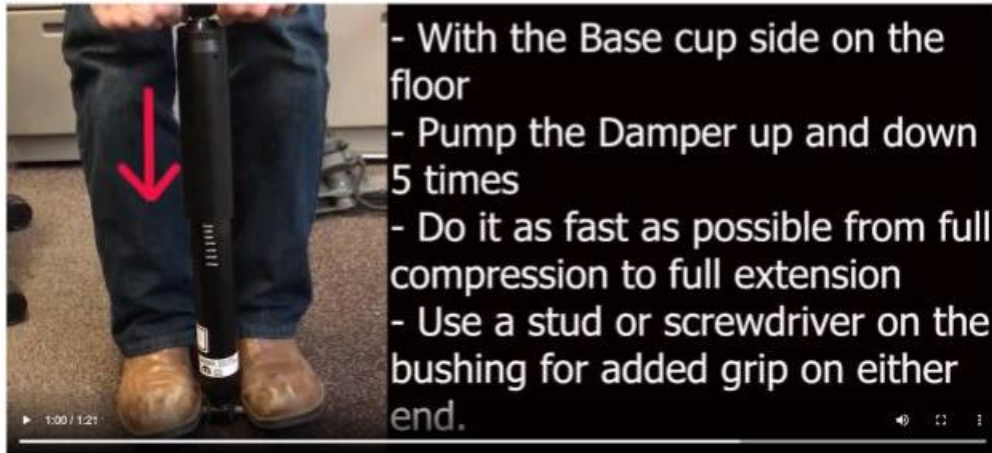 - With the Base cup side on the
floor
- Pump the Damper up and down
5 times
- Do it as fast as possible from full
compression to full extension
- Use a stud or screwdriver on the
bushing for added grip on either
end.
1:00 / 1:21